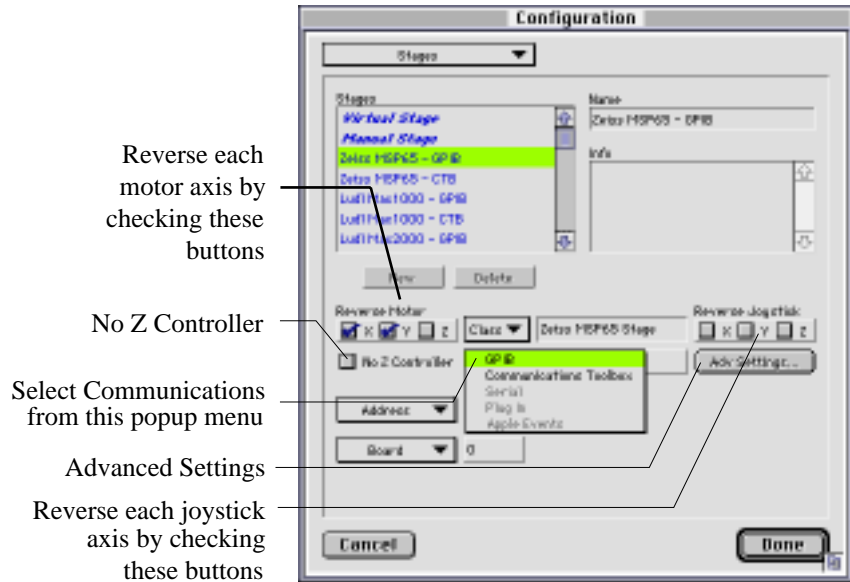 Configuration
Stages
Stages
Name
Virtual Stage
Zeiss MSP65 - GPIB
Manual Stage
Zeiss MSP65 - GPIB
Info
Zeiss MSP65 - CTB
Ludl Mac1000 - GPIB
Ludl Mac1000 - CTB
Ludl Mac2000 - GPIB
New
Delete
Reverse each
motor axis by
checking these
buttons
Reverse Motor
Reverse Joystick
X Y Z
Class
Zeiss MSP65 Stage
X Y Z
No Z Controller
No Z Controller
GPIB
Adv Settings...
Communications Toolbox
Serial
Plug In
Apple Events
Select Communications
from this popup menu
Address
Board
0
Advanced Settings
Reverse each joystick
axis by checking
these buttons
Cancel
Done